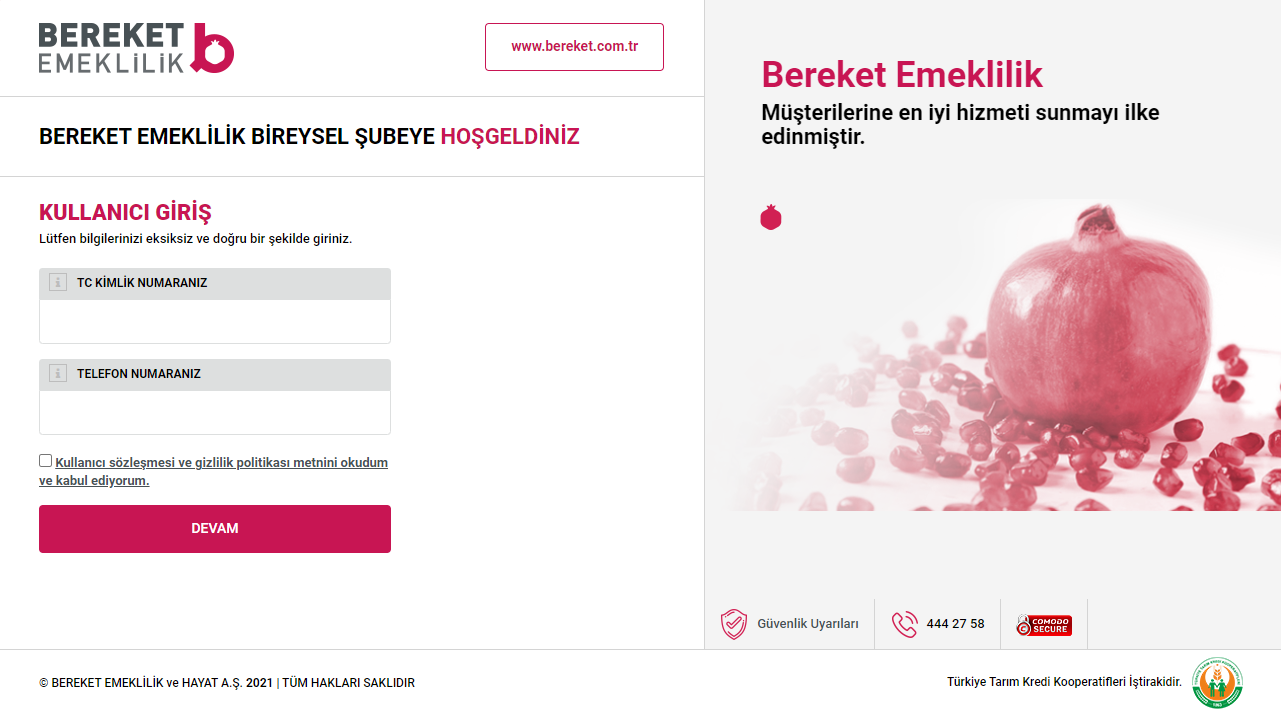 BEREKET
EMEKLİLİK
www.bereket.com.tr
BEREKET EMEKLİLİK BİREYSEL ŞUBEYE HOŞGELDİNİZ
KULLANICI GİRİŞ
Lütfen bilgilerinizi eksiksiz ve doğru bir şekilde giriniz.
TC KİMLİK NUMARANIZ
TELEFON NUMARANIZ
Kullanıcı sözleşmesi ve gizlilik politikası metnini okudum
ve kabul ediyorum.
DEVAM
Bereket Emeklilik
Müşterilerine en iyi hizmeti sunmayı ilke
edinmiştir.
Güvenlik Uyarıları
444 27 58
COMODO
SECURE
© BEREKET EMEKLİLİK ve HAYAT A.Ş. 2021 | TÜM HAKLARI SAKLIDIR
Türkiye Tarım Kredi Kooperatifleri İştirakidir.